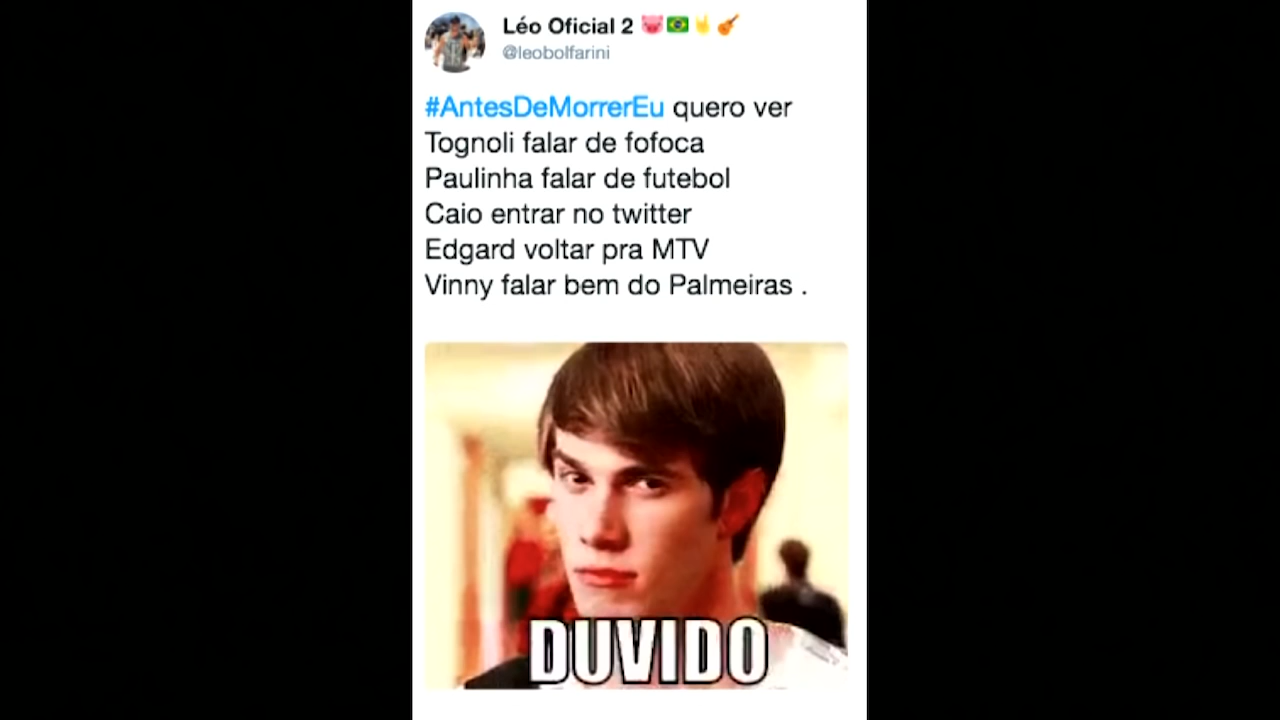 Léo Oficial 2 🐷🇧🇷🤘🎸
@leobolfarini
#AntesDeMorrerEu quero ver
Tognoli falar de fofoca
Paulinha falar de futebol
Caio entrar no twitter
Edgard voltar pra MTV
Vinny falar bem do Palmeiras .
DUVIDO